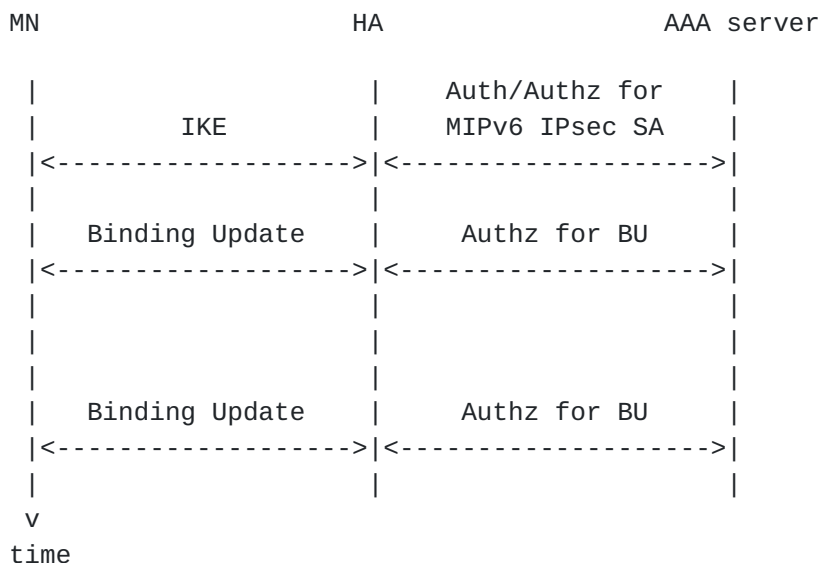 MN HA AAA server
Auth/Authz for
IKE MIPv6 IPsec SA
Binding Update Authz for BU
Binding Update Authz for BU
v
time